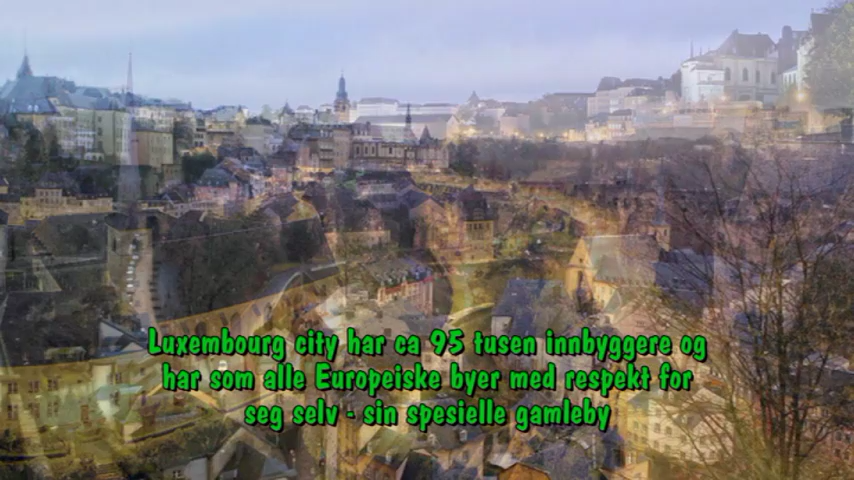 Luxembourg city har ca 95 tusen innbyggere og
har som alle Europeiske byer med respekt for
seg selv - sin spesielle gamleby